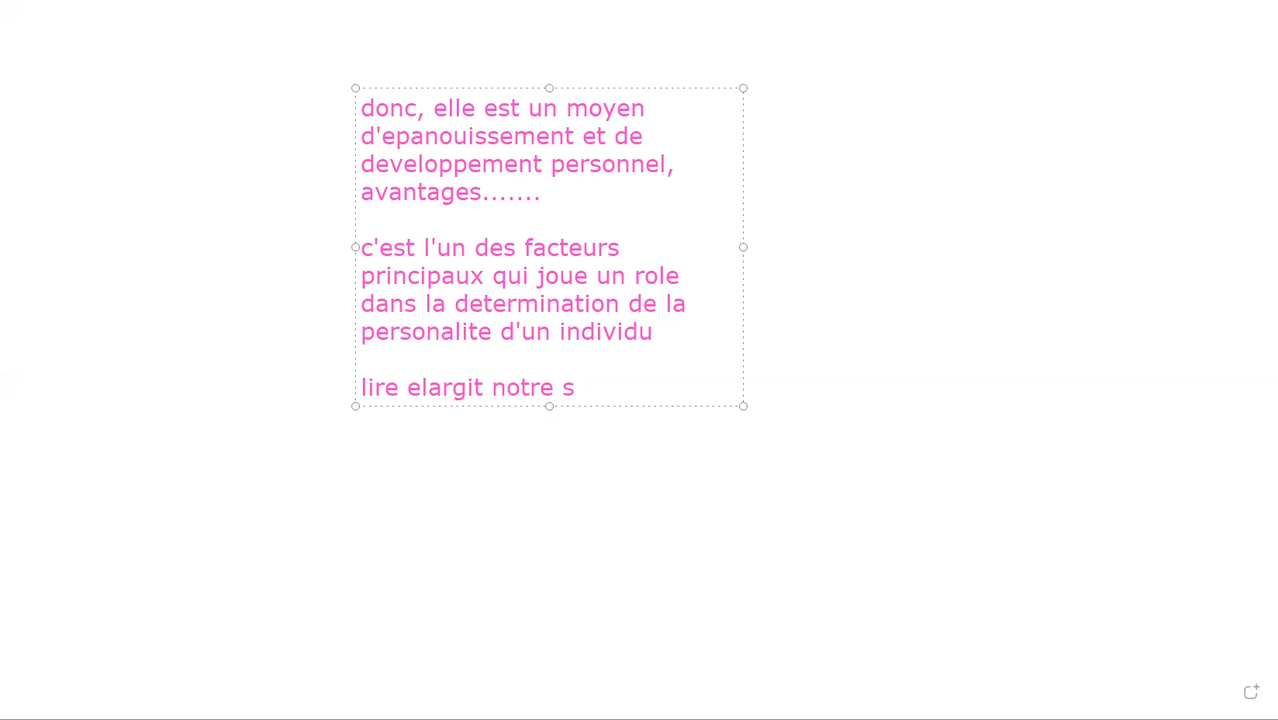 donc, elle est un moyen
d'epanouissement et de
developpement personnel,
avantages.......
c'est l'un des facteurs
principaux qui joue un role
dans la determination de la
personalite d'un individu
lire elargit notre s